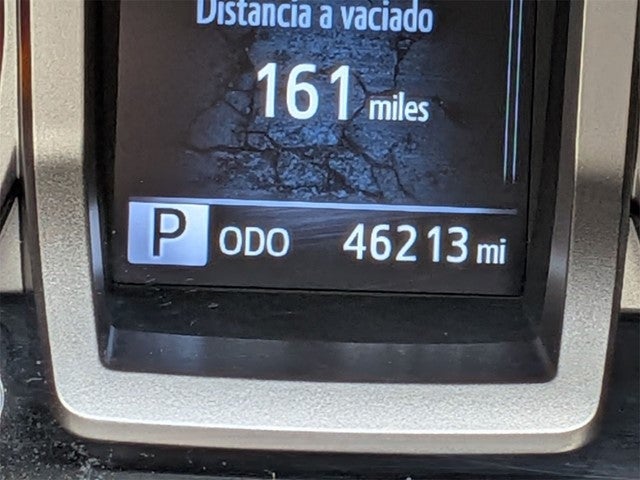 Distancia a vaciado
161 miles
P ODO 46213 mi